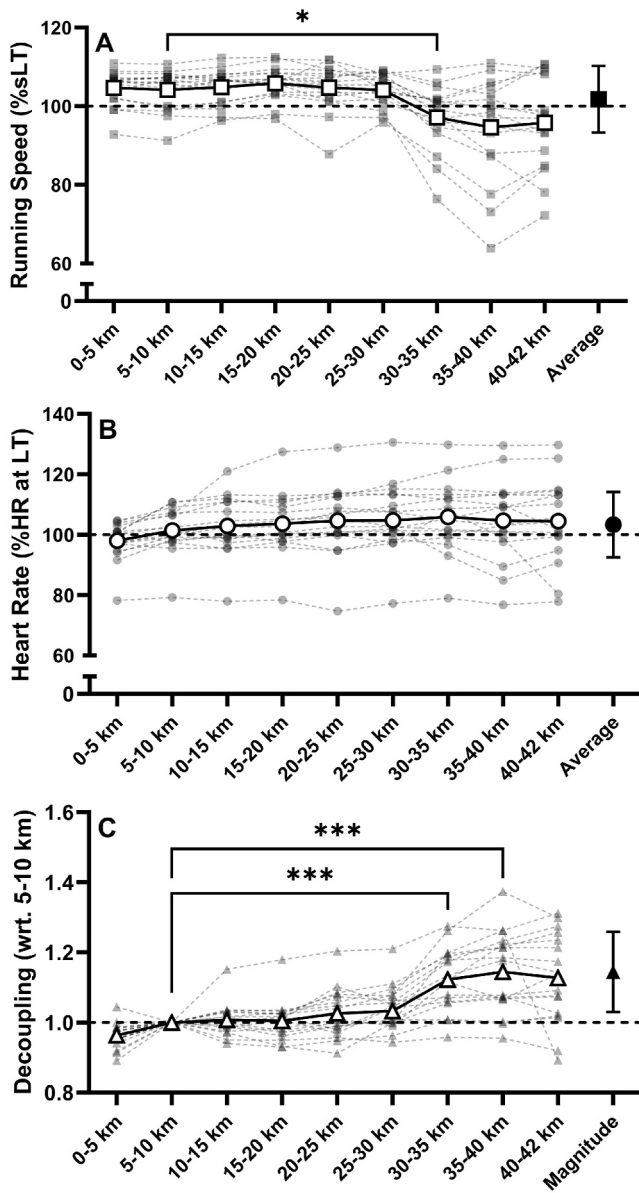 A
*
Running Speed (%sLT)
120
100
80
60
0
0-5 km
5-10 km
10-15 km
15-20 km
20-25 km
25-30 km
30-35 km
35-40 km
40-42 km
Average
B
Heart Rate (%HR at LT)
140
120
100
80
60
0
0-5 km
5-10 km
10-15 km
15-20 km
20-25 km
25-30 km
30-35 km
35-40 km
40-42 km
Average
C
***
***
Decoupling (wrt. 5-10 km)
1.6
1.4
1.2
1.0
0.8
0-5 km
5-10 km
10-15 km
15-20 km
20-25 km
25-30 km
30-35 km
35-40 km
40-42 km
Magnitude